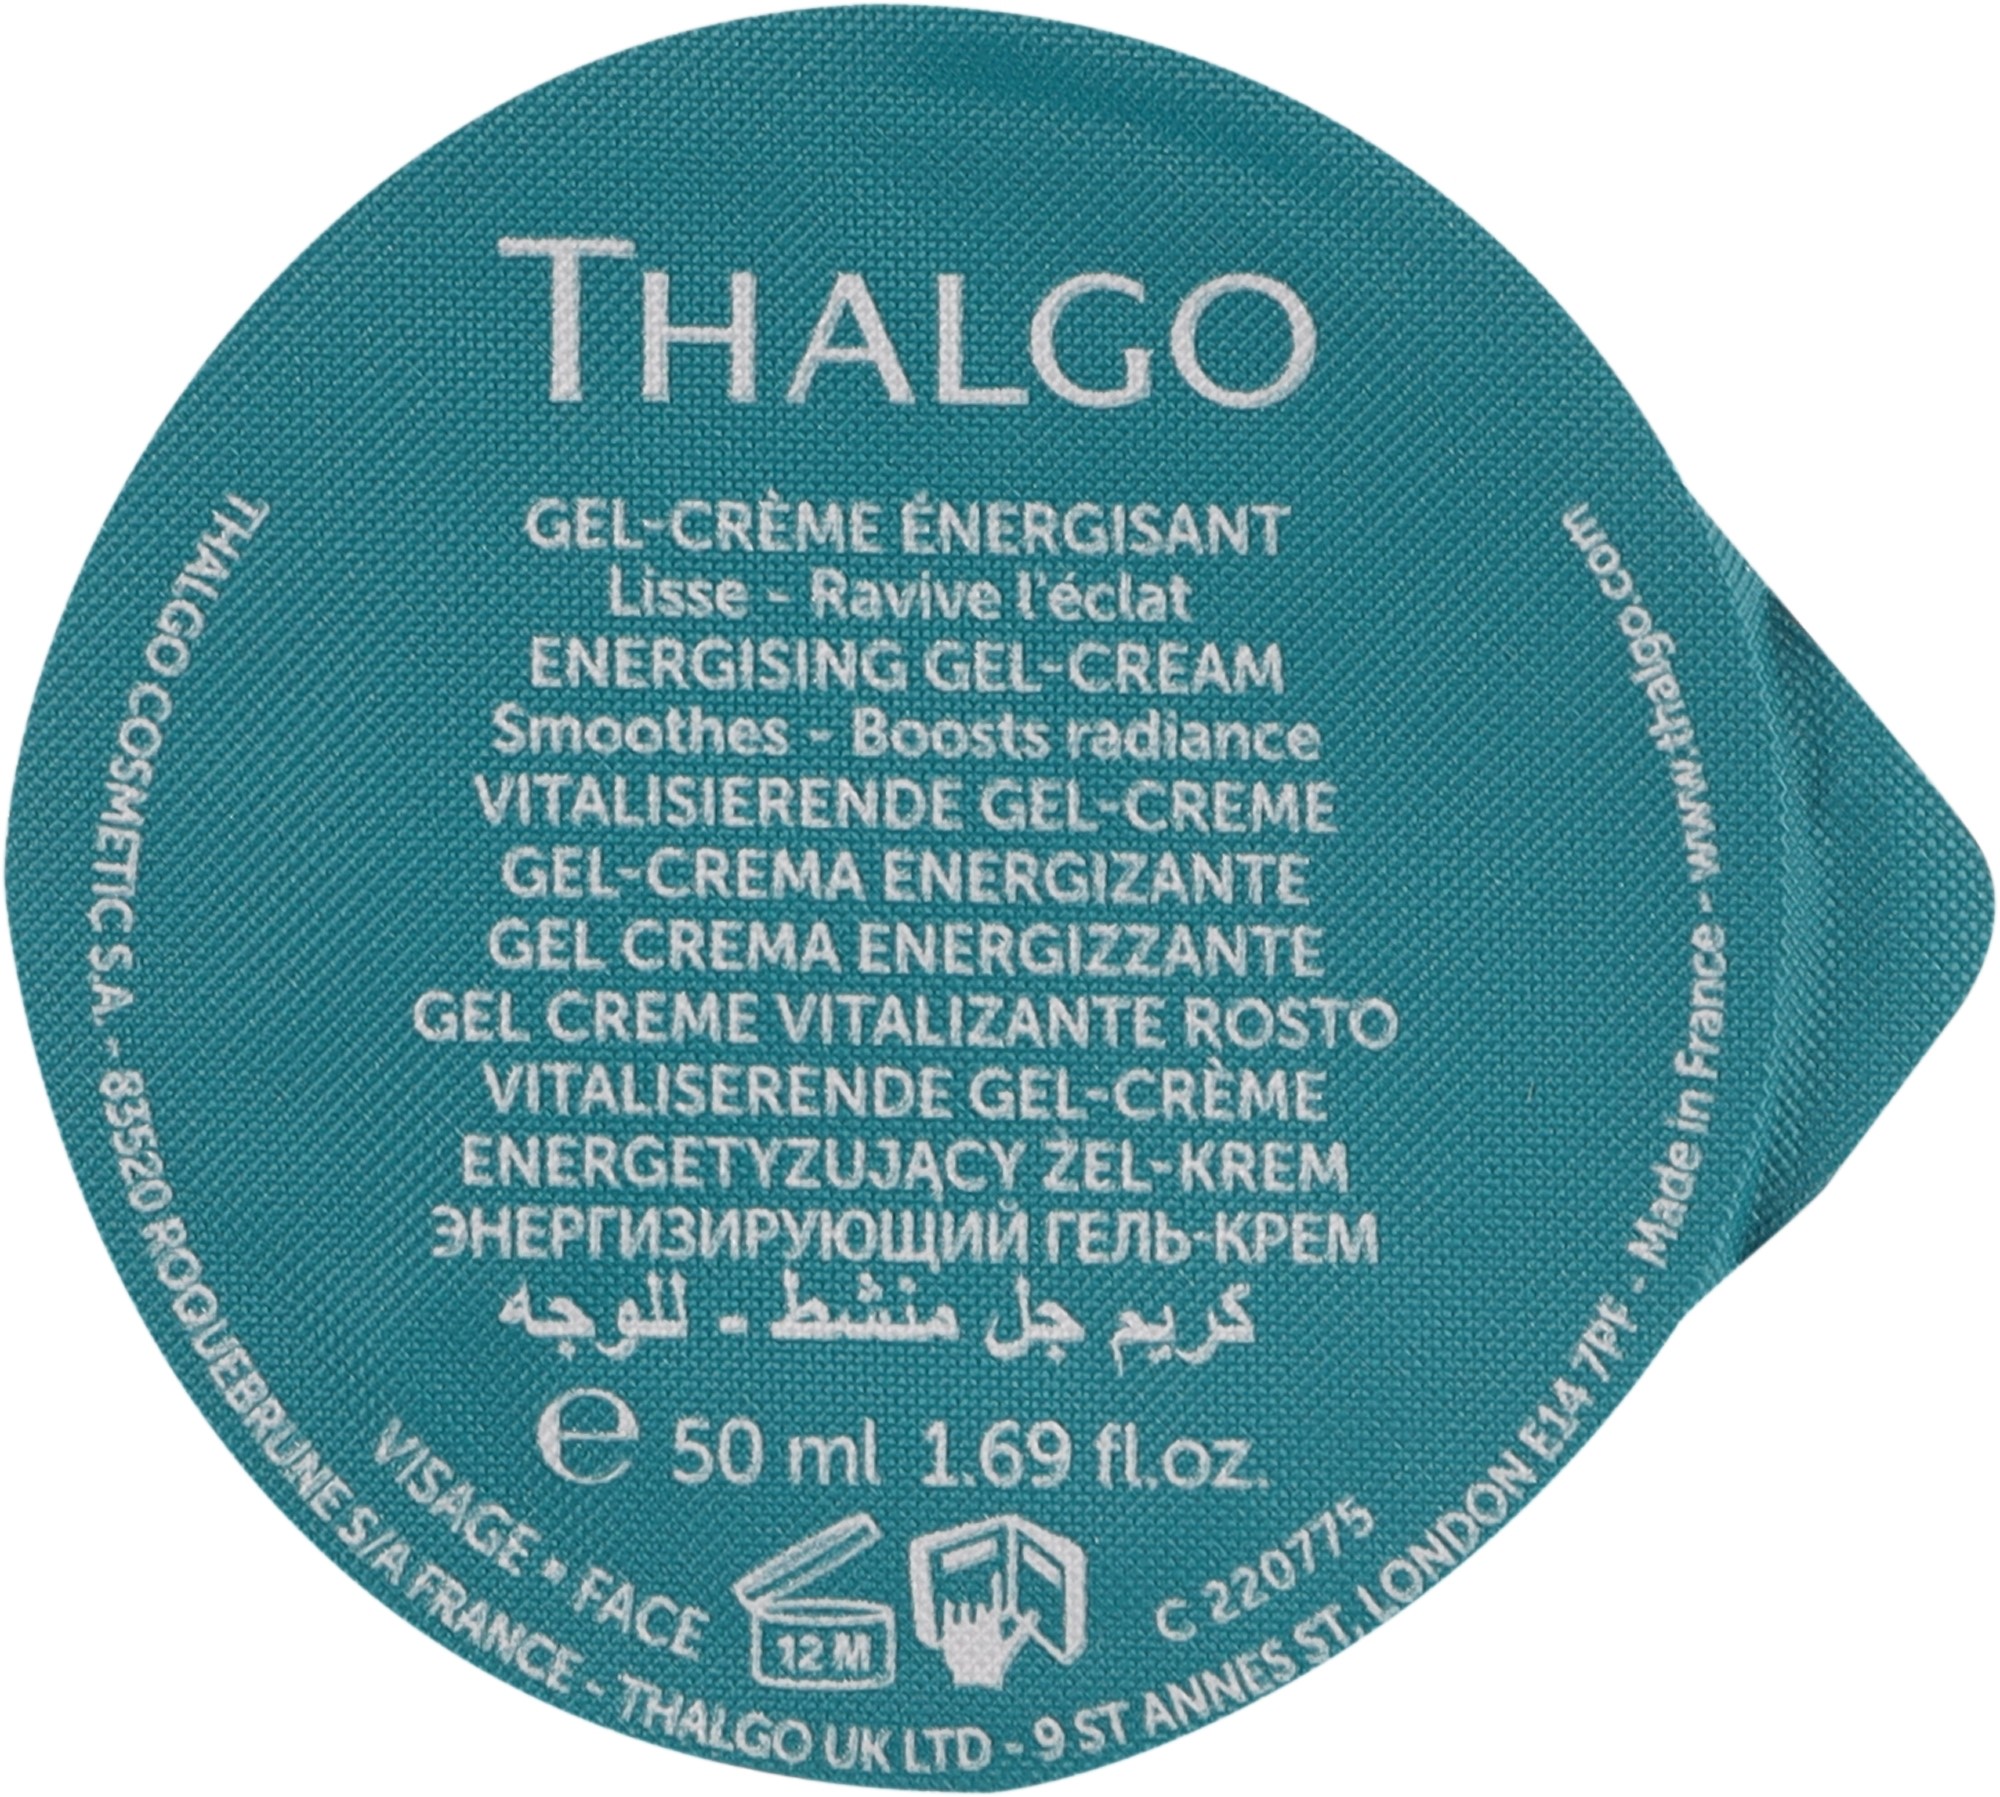 THALGO
GEL-CRÈME ÉNERGISANT
Lisse - Ravive l'éclat
ENERGISING GEL-CREAM
Smoothes - Boosts radiance
VITALISIERENDE GEL-CREME
GEL-CREMA ENERGIZANTE
GEL CREMA ENERGIZZANTE
GEL CREME VITALIZANTE ROSTO
VITALISERENDE GEL-CRÈME
ENERGETYZUJĄCY ŻEL-KREM
ЭНЕРГИЗИРУЮЩИЙ ГЕЛЬ-КРЕМ
كريم جل منشط - للوجه
e 50 ml 1.69 fl.oz.
VISAGE • FACE
12 M
C 220775
THALGO COSMETIC S.A. - 83520 ROQUEBRUNE S/A FRANCE - THALGO UK LTD - 9 ST ANNES ST, LONDON E14 7PF - Made in France - www.thalgo.com